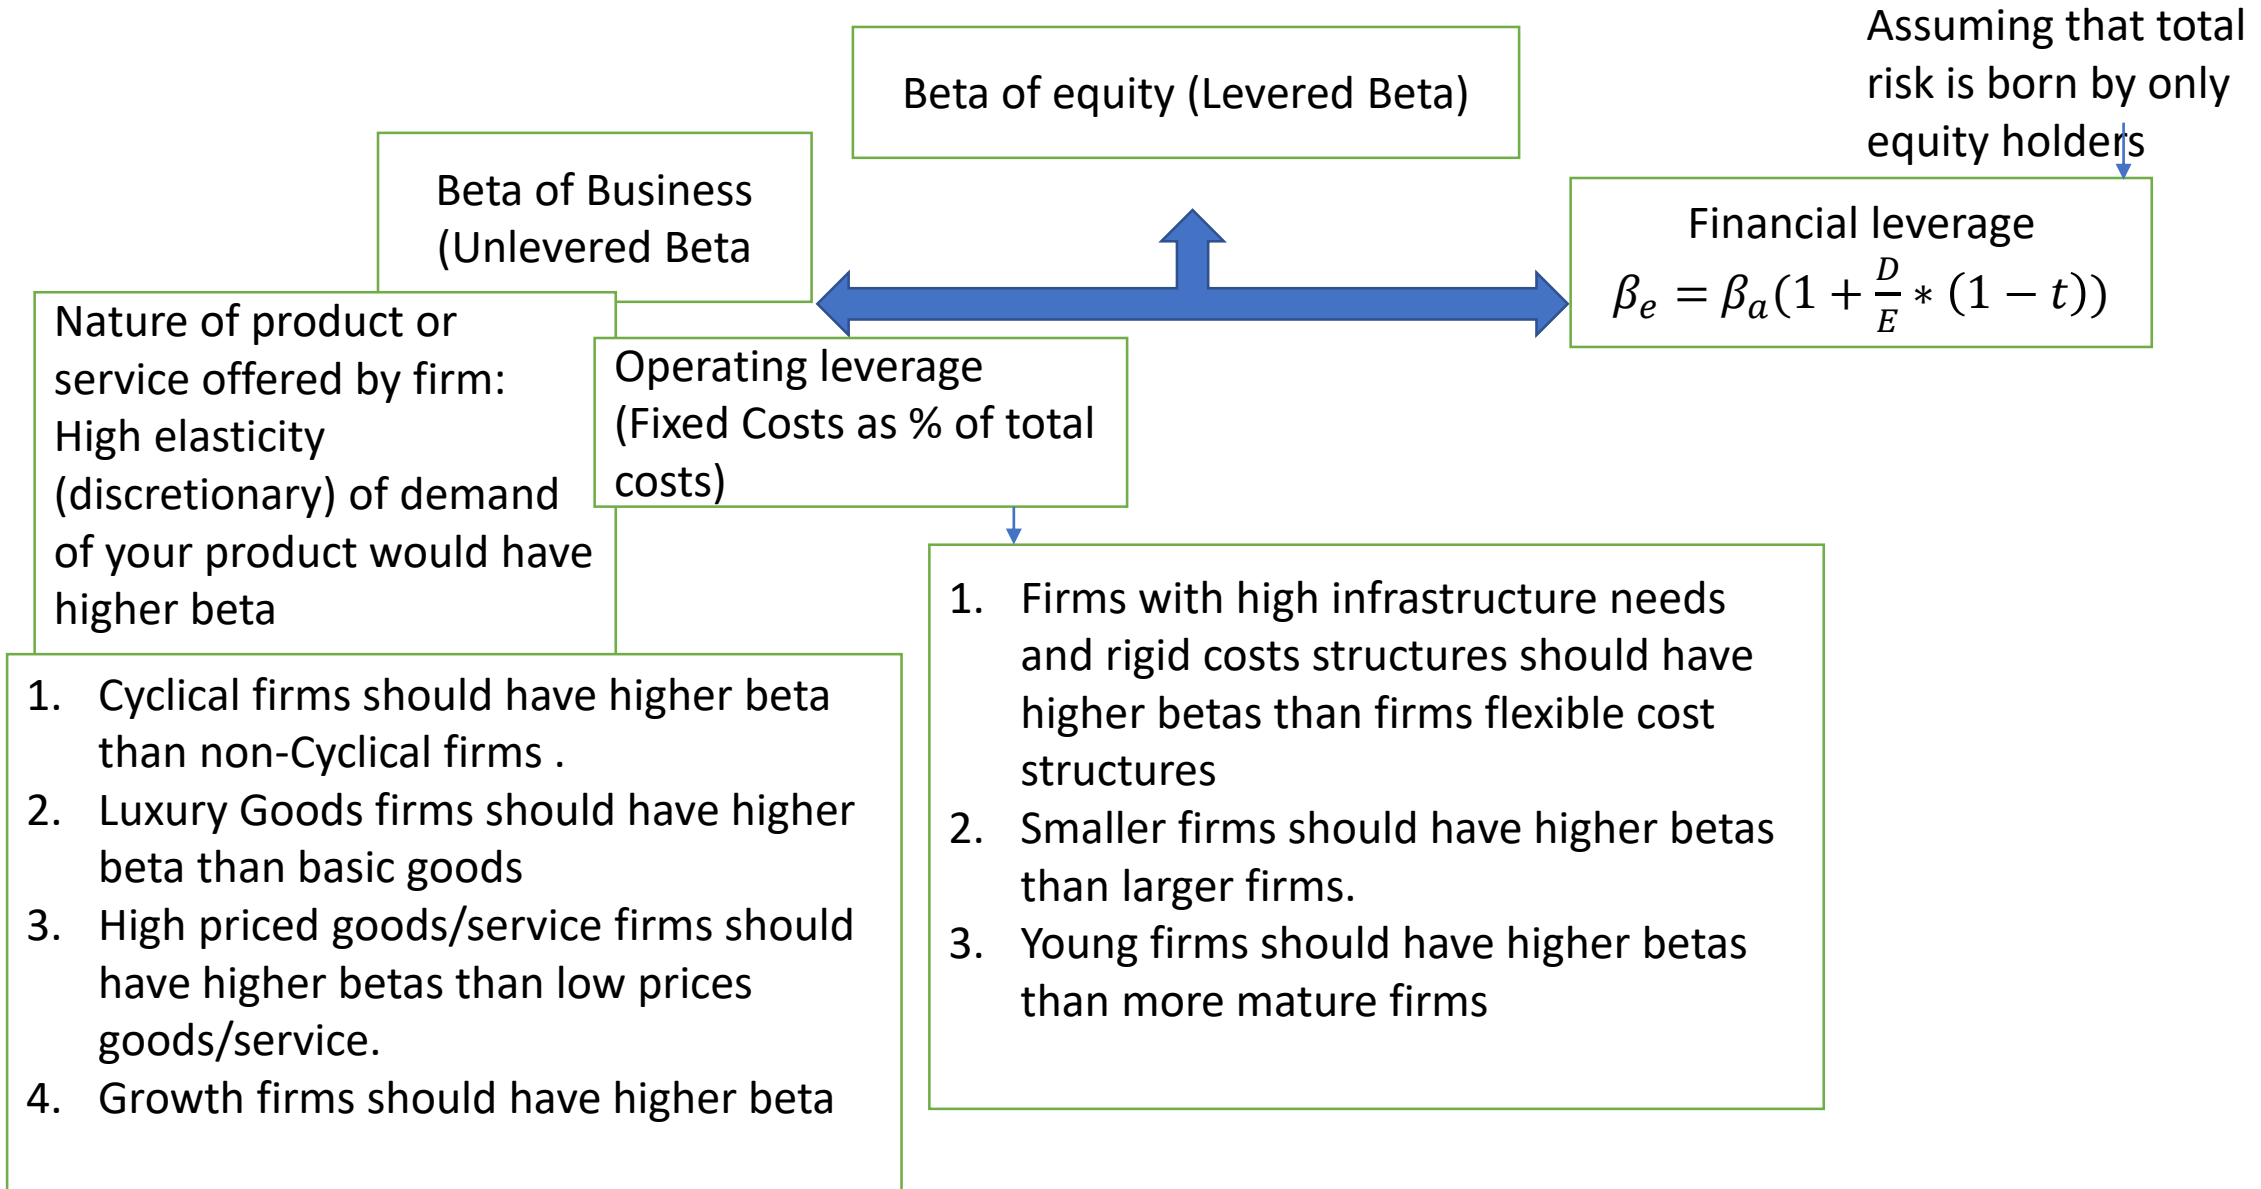 Assuming that total
risk is born by only
equity holders
Beta of equity (Levered Beta)
Beta of Business
(Unlevered Beta
Financial leverage
𝛽𝑒 = 𝛽𝑎(1 + 𝐷/𝐸 ∗ (1 − 𝑡))
Nature of product or
service offered by firm:
High elasticity
(discretionary) of demand
of your product would have
higher beta
Operating leverage
(Fixed Costs as % of total
costs)
1. Cyclical firms should have higher beta
than non-Cyclical firms .
2. Luxury Goods firms should have higher
beta than basic goods
3. High priced goods/service firms should
have higher betas than low prices
goods/service.
4. Growth firms should have higher beta
1. Firms with high infrastructure needs
and rigid costs structures should have
higher betas than firms flexible cost
structures
2. Smaller firms should have higher betas
than larger firms.
3. Young firms should have higher betas
than more mature firms